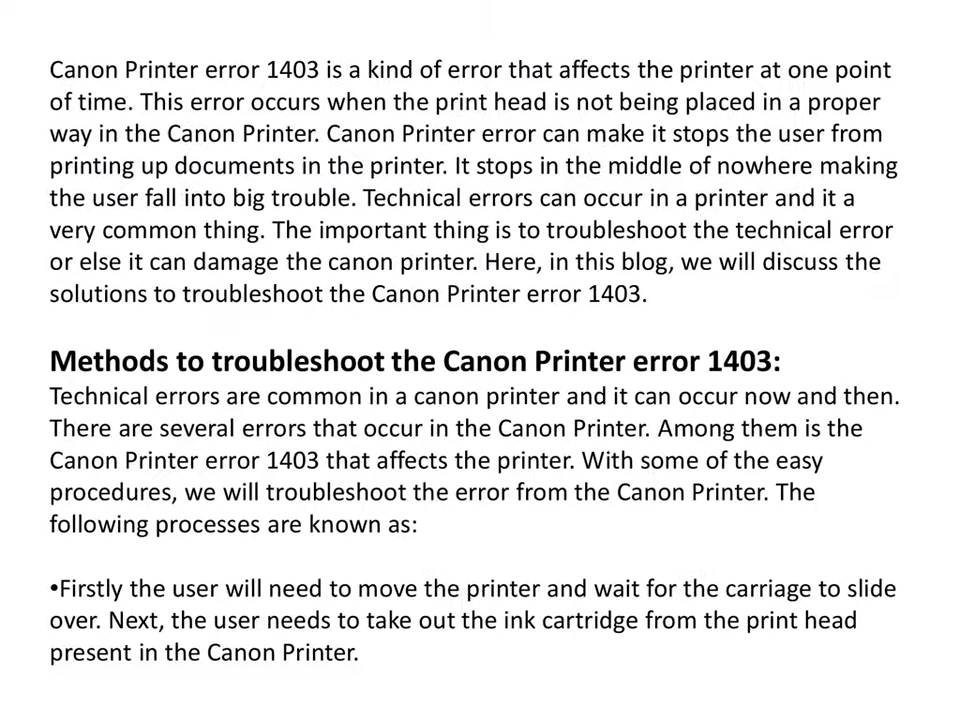 Canon Printer error 1403 is a kind of error that affects the printer at one point
of time. This error occurs when the print head is not being placed in a proper
way in the Canon Printer. Canon Printer error can make it stops the user from
printing up documents in the printer. It stops in the middle of nowhere making
the user fall into big trouble. Technical errors can occur in a printer and it a
very common thing. The important thing is to troubleshoot the technical error
or else it can damage the canon printer. Here, in this blog, we will discuss the
solutions to troubleshoot the Canon Printer error 1403.
Methods to troubleshoot the Canon Printer error 1403:
Technical errors are common in a canon printer and it can occur now and then.
There are several errors that occur in the Canon Printer. Among them is the
Canon Printer error 1403 that affects the printer. With some of the easy
procedures, we will troubleshoot the error from the Canon Printer. The
following processes are known as:
•Firstly the user will need to move the printer and wait for the carriage to slide
over. Next, the user needs to take out the ink cartridge from the print head
present in the Canon Printer.